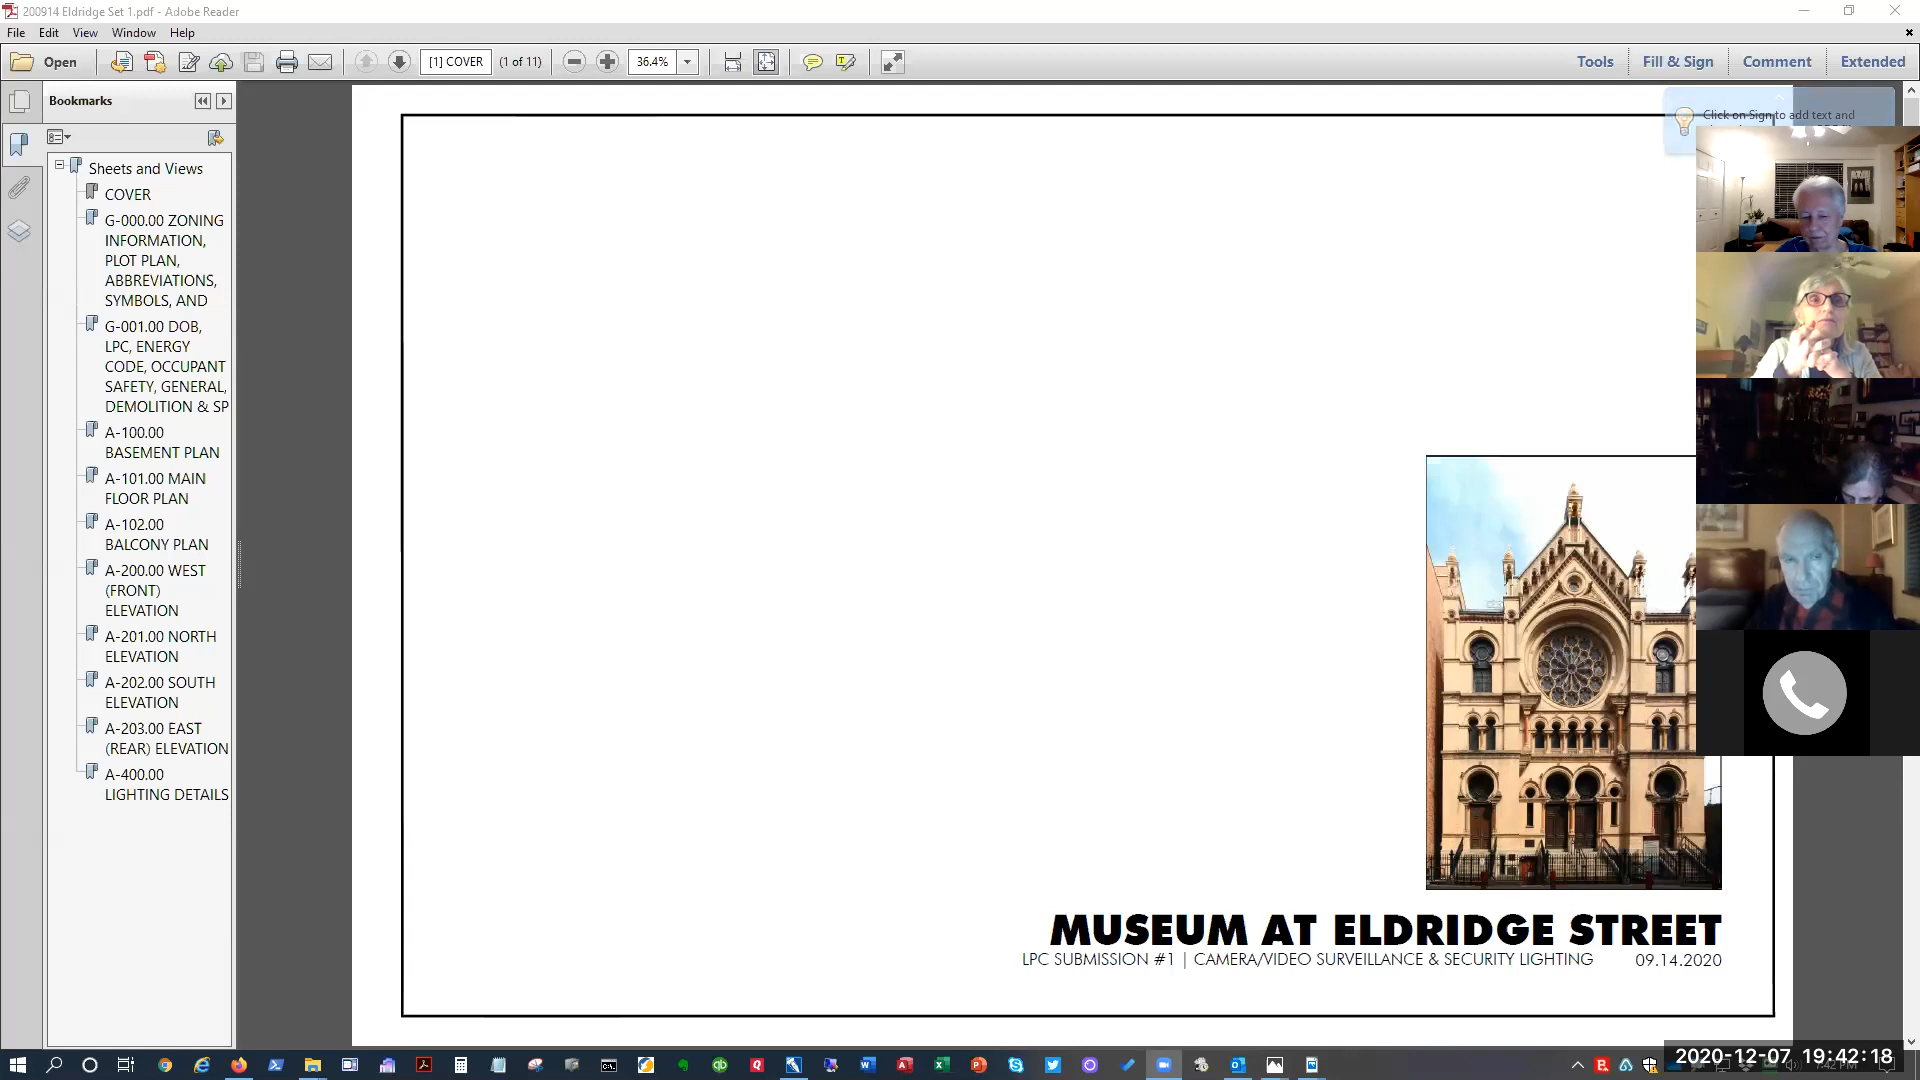 200914 Eldridge Set 1.pdf - Adobe Reader
File Edit View Window Help
Open
[1] COVER
(1 of 11)
36.4%
Tools
Fill & Sign
Comment
Extended
Bookmarks
Click on Sign to add text and
Sheets and Views
COVER
G-000.00 ZONING
INFORMATION,
PLOT PLAN,
ABBREVIATIONS,
SYMBOLS, AND
G-001.00 DOB,
LPC, ENERGY
CODE, OCCUPANT
SAFETY, GENERAL,
DEMOLITION & SP
A-100.00
BASEMENT PLAN
A-101.00 MAIN
FLOOR PLAN
A-102.00
BALCONY PLAN
A-200.00 WEST
(FRONT)
ELEVATION
A-201.00 NORTH
ELEVATION
A-202.00 SOUTH
ELEVATION
A-203.00 EAST
(REAR) ELEVATION
A-400.00
LIGHTING DETAILS
MUSEUM AT ELDRIDGE STREET
LPC SUBMISSION #1 | CAMERA/VIDEO SURVEILLANCE & SECURITY LIGHTING 09.14.2020
2020-12-07 19:42:18